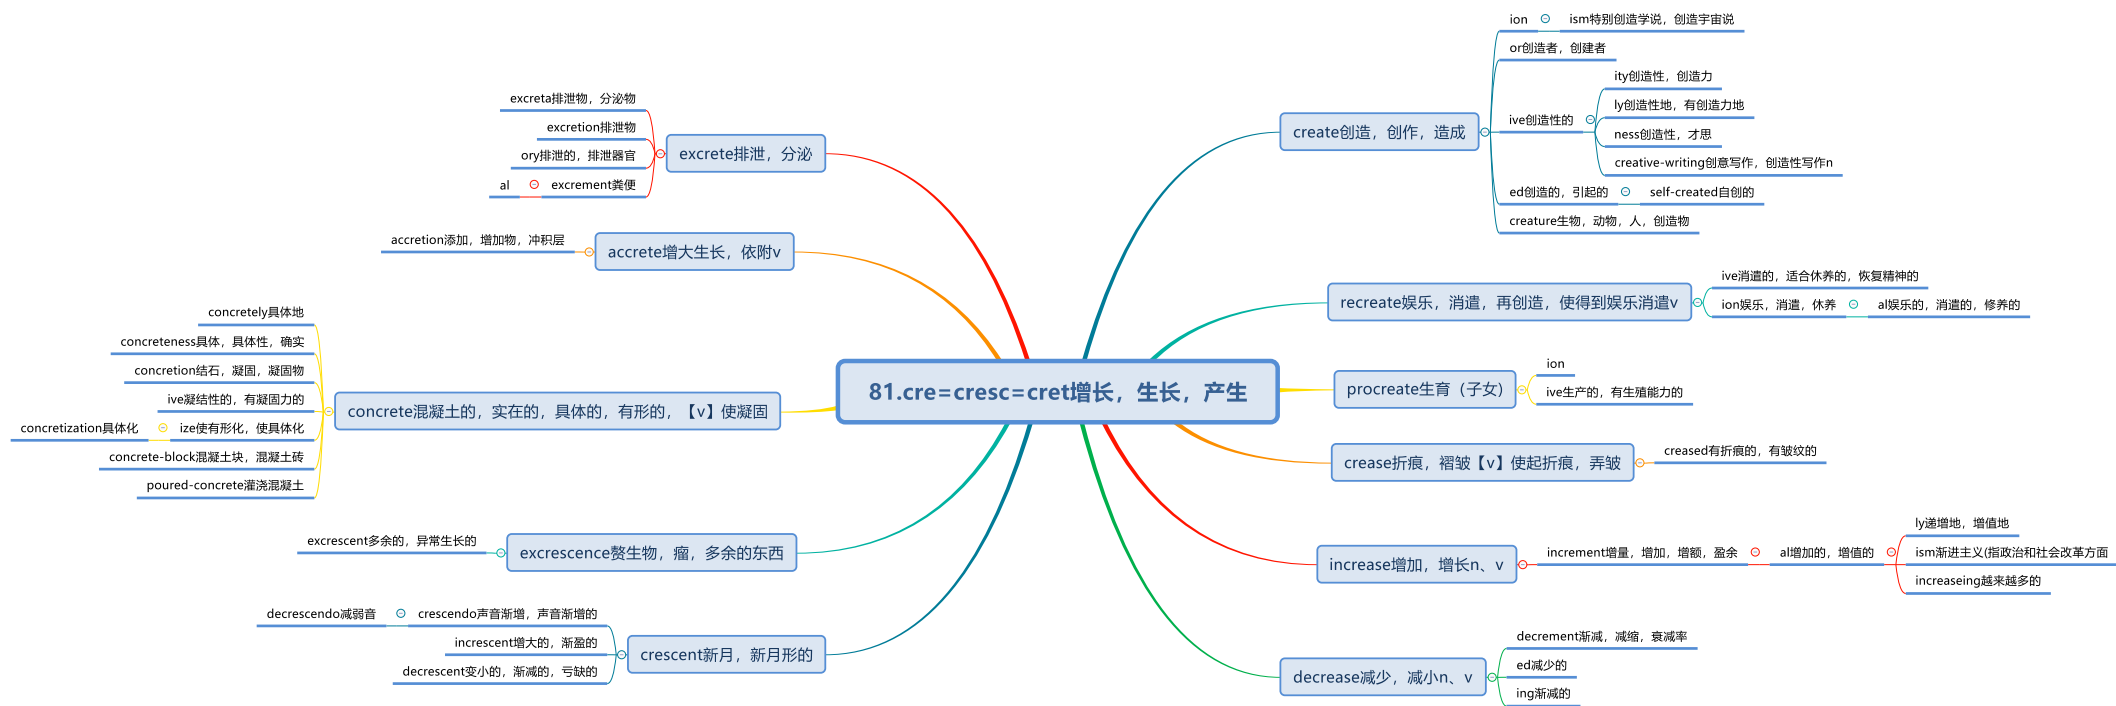 81.cre=cresc=cret增长，生长，产生
create创造，创作，造成
ion
ism特别创造学说，创造宇宙说
or创造者，创建者
ive创造性的
ity创造性，创造力
ly创造性地，有创造力地
ness创造性，才思
creative-writing创意写作，创造性写作n
ed创造的，引起的
self-created自创的
creature生物，动物，人，创造物
recreate娱乐，消遣，再创造，使得到娱乐消遣v
ive消遣的，适合休养的，恢复精神的
ion娱乐，消遣，休养
al娱乐的，消遣的，修养的
procreate生育（子女）
ion
ive生产的，有生殖能力的
crease折痕，褶皱【v】使起折痕，弄皱
creased有折痕的，有皱纹的
increase增加，增长n、v
increment增量，增加，增额，盈余
al增加的，增值的
ly递增地，增值地
ism渐进主义(指政治和社会改革方面
increaseing越来越多的
decrease减少，减小n、v
decrement渐减，减缩，衰减率
ed减少的
ing渐减的
excrete排泄，分泌
excreta排泄物，分泌物
excretion排泄物
ory排泄的，排泄器官
excrement粪便
al
accrete增大生长，依附v
accretion添加，增加物，冲积层
concrete混凝土的，实在的，具体的，有形的，【v】使凝固
concretely具体地
concreteness具体，具体性，确实
concretion结石，凝固，凝固物
ive凝结性的，有凝固力的
ize使有形化，使具体化
concretization具体化
concrete-block混凝土块，混凝土砖
poured-concrete灌浇混凝土
excrescence赘生物，瘤，多余的东西
excrescent多余的，异常生长的
crescent新月，新月形的
crescendo声音渐增，声音渐增的
decrescendo减弱音
increscent增大的，渐盈的
decrescent变小的，渐减的，亏缺的